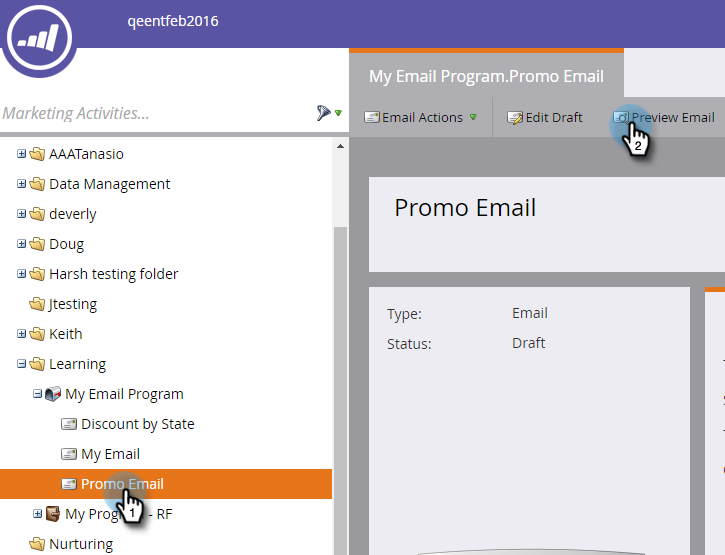 qeentfeb2016
My Email Program.Promo Email
Marketing Activities...
Email Actions Edit Draft Preview Email
2
AAATanasio
Data Management
deverly
Doug
Harsh testing folder
Jtesting
Keith
Learning
My Email Program
Discount by State
My Email
Promo Email
1
My - RF
Nurturing
Promo Email
Type: Email
Status: Draft